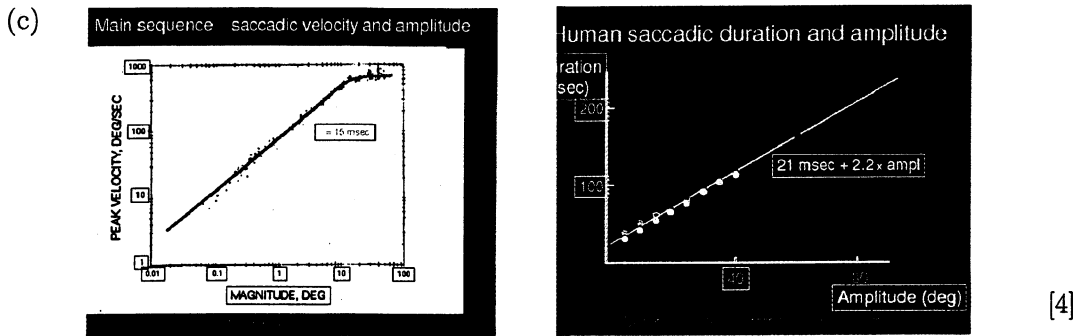 (c)
Main sequence saccadic velocity and amplitude
1000
100
10
1
PEAK VELOCITY, DEG/SEC
= 15 msec
0.01
0.1
1
10
100
MAGNITUDE, DEG
Human saccadic duration and amplitude
ration
sec)
200
100
21 msec + 2.2 x ampl
40
Amplitude (deg)
[4]